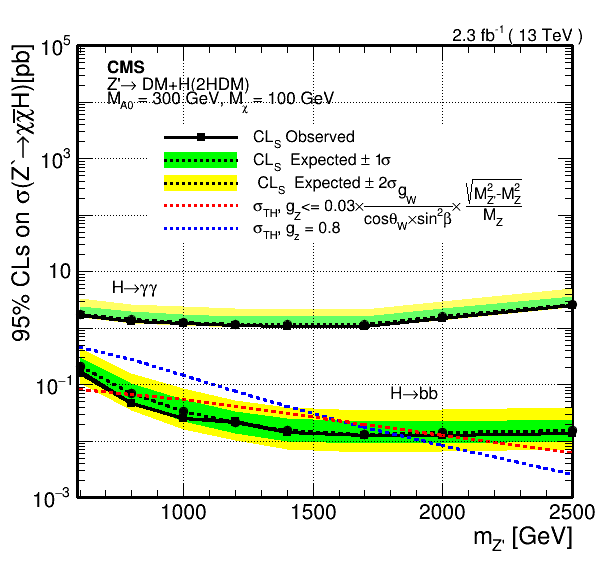 2.3 fb⁻¹ ( 13 TeV )
95% CLs on σ(Z`→χχ̅H)[pb]
10⁵
CMS
Z'→ DM+H(2HDM)
M_A0 = 300 GeV, M_χ = 100 GeV
CL_S Observed
10³
CL_S Expected ± 1σ
CL_S Expected ± 2σ
σ_TH, g_z<= 0.03×g_W/(cosθ_W×sin²β)×√(M²_Z'-M²_Z)/M_Z
σ_TH, g_z = 0.8
10
H→γγ
10⁻¹
H→bb
10⁻³
1000 1500 2000 2500
m_Z' [GeV]